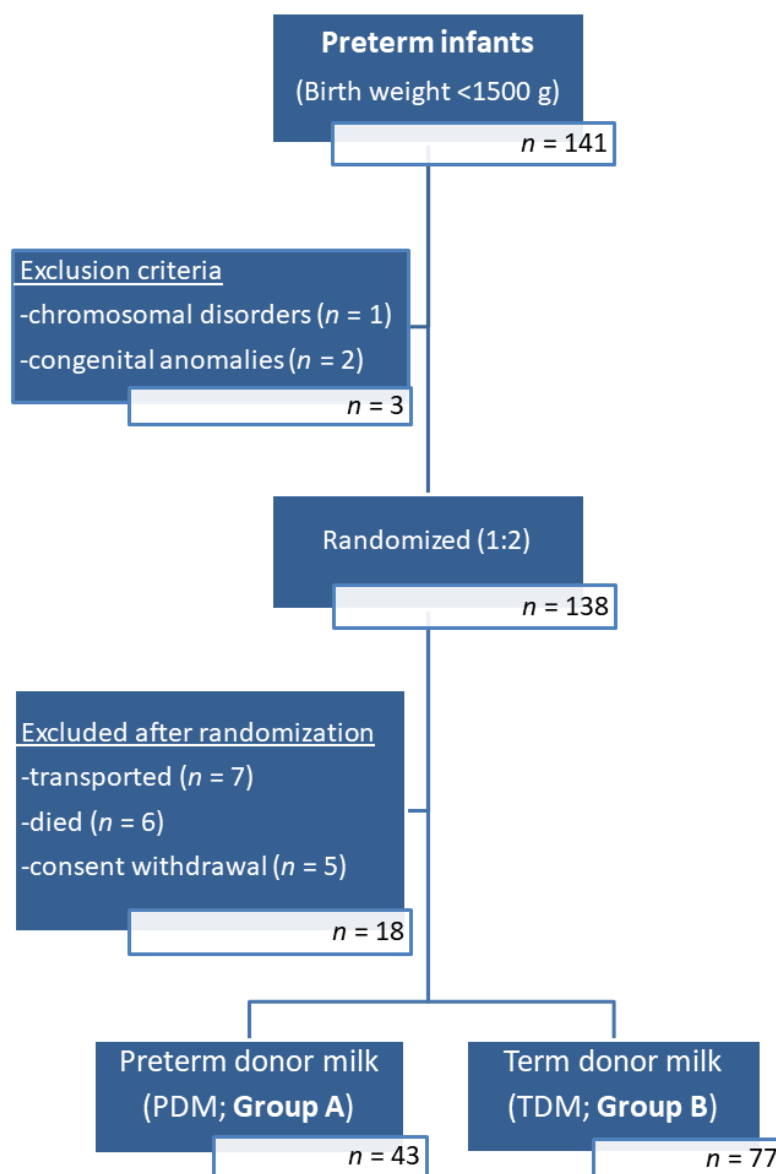 Preterm infants
(Birth weight <1500 g)
n = 141
Exclusion criteria
-chromosomal disorders (n = 1)
-congenital anomalies (n = 2)
n = 3
Randomized (1:2)
n = 138
Excluded after randomization
-transported (n = 7)
-died (n = 6)
-consent withdrawal (n = 5)
n = 18
Preterm donor milk
(PDM; Group A)
n = 43
Term donor milk
(TDM; Group B)
n = 77